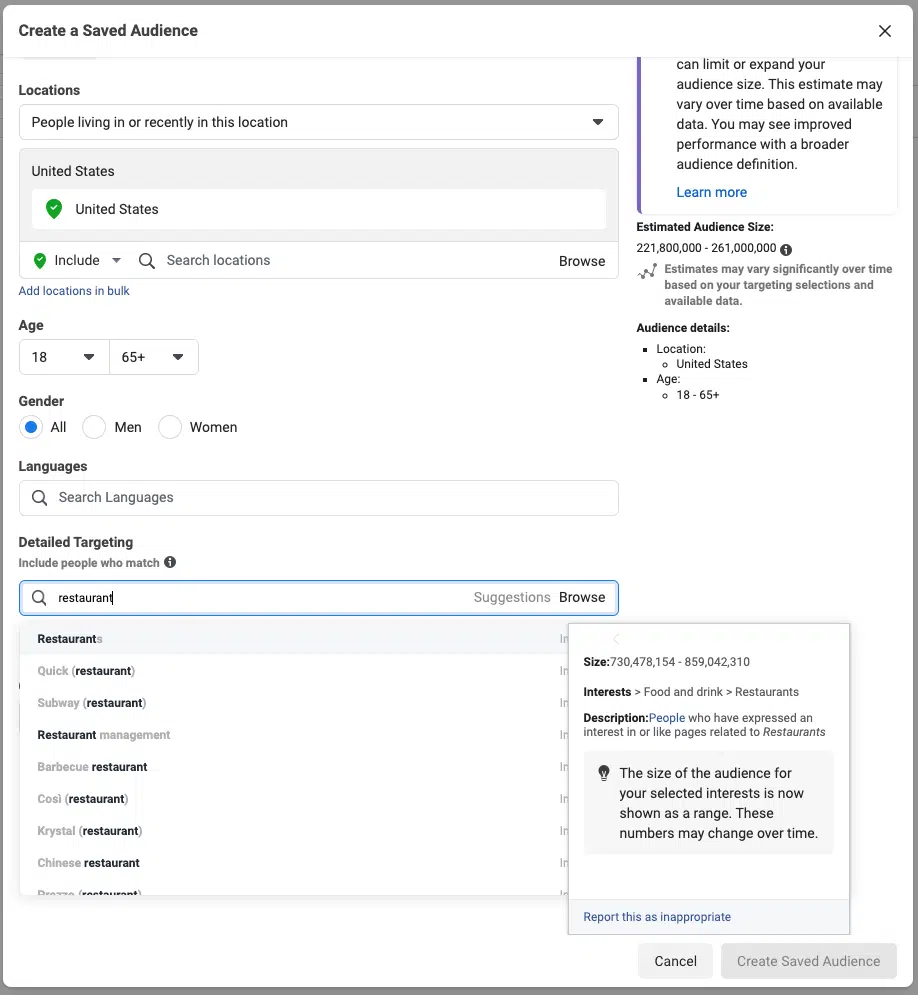 Create a Saved Audience
Locations
People living in or recently in this location
United States
United States
Include
Search locations
Browse
Add locations in bulk
Age
18
65+
Gender
All
Men
Women
Languages
Search Languages
Detailed Targeting
Include people who match
restaurant
Suggestions
Browse
Restaurants
In
Quick (restaurant)
In
Subway (restaurant)
In
Restaurant management
In
Barbecue restaurant
In
Così (restaurant)
In
Krystal (restaurant)
In
Chinese restaurant
In
Prezzo (restaurant)
can limit or expand your
audience size. This estimate may
vary over time based on available
data. You may see improved
performance with a broader
audience definition.
Learn more
Estimated Audience Size:
221,800,000 - 261,000,000
Estimates may vary significantly over time
based on your targeting selections and
available data.
Audience details:
Location:
United States
Age:
18 - 65+
Size:730,478,154 - 859,042,310
Interests > Food and drink > Restaurants
Description:People who have expressed an
interest in or like pages related to Restaurants
The size of the audience for
your selected interests is now
shown as a range. These
numbers may change over time.
Report this as inappropriate
Cancel
Create Saved Audience